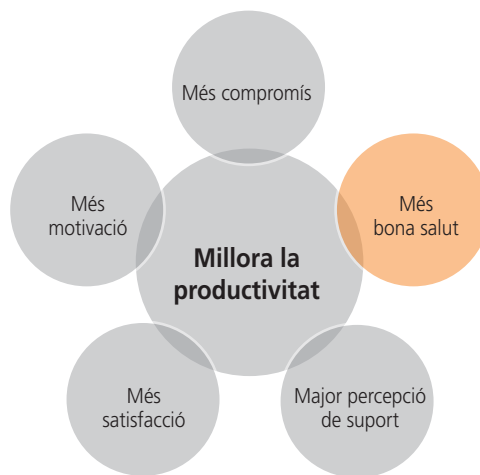 Més compromís
Més
motivació
Més
bona salut
Millora la
productivitat
Més
satisfacció
Major percepció
de suport